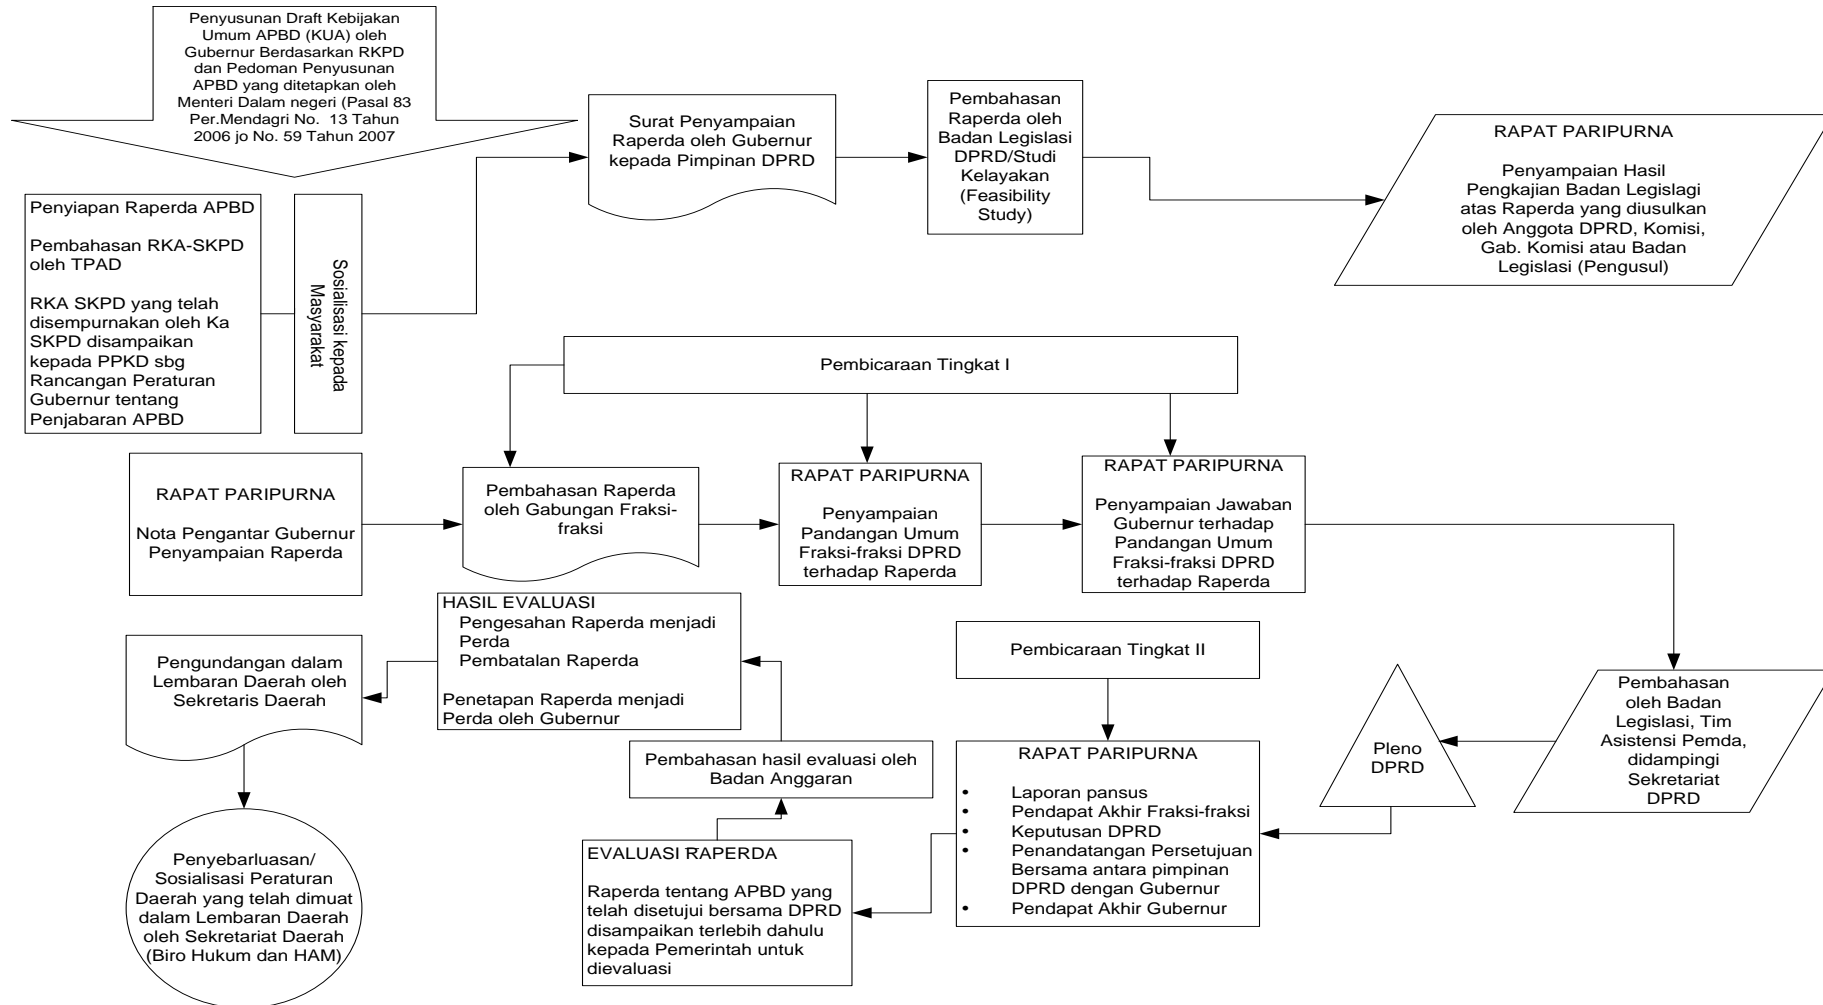 Penyusunan Draft Kebijakan
Umum APBD (KUA) oleh
Gubernur Berdasarkan RKPD
dan Pedoman Penyusunan
APBD yang ditetapkan oleh
Menteri Dalam negeri (Pasal 83
Per.Mendagri No.  13 Tahun
2006 jo No. 59 Tahun 2007
Penyiapan Raperda APBD
Pembahasan RKA-SKPD
oleh TPAD
RKA SKPD yang telah
disempurnakan oleh Ka
SKPD disampaikan
kepada PPKD sbg
Rancangan Peraturan
Gubernur tentang
Penjabaran APBD
Sosialisasi kepada
Masyarakat
Surat Penyampaian
Raperda oleh Gubernur
kepada Pimpinan DPRD
Pembahasan
Raperda oleh
Badan Legislasi
DPRD/Studi
Kelayakan
(Feasibility
Study)
RAPAT PARIPURNA
Penyampaian Hasil
Pengkajian Badan Legislagi
atas Raperda yang diusulkan
oleh Anggota DPRD, Komisi,
Gab. Komisi atau Badan
Legislasi (Pengusul)
Pembicaraan Tingkat I
RAPAT PARIPURNA
Nota Pengantar Gubernur
Penyampaian Raperda
Pembahasan Raperda
oleh Gabungan Fraksi-
fraksi
RAPAT PARIPURNA
Penyampaian
Pandangan Umum
Fraksi-fraksi DPRD
terhadap Raperda
RAPAT PARIPURNA
Penyampaian Jawaban
Gubernur terhadap
Pandangan Umum
Fraksi-fraksi DPRD
terhadap Raperda
Pembahasan
oleh Badan
Legislasi, Tim
Asistensi Pemda,
didampingi
Sekretariat
DPRD
Pleno
DPRD
Pembicaraan Tingkat II
RAPAT PARIPURNA
• Laporan pansus
• Pendapat Akhir Fraksi-fraksi
• Keputusan DPRD
• Penandatangan Persetujuan
Bersama antara pimpinan
DPRD dengan Gubernur
• Pendapat Akhir Gubernur
EVALUASI RAPERDA
Raperda tentang APBD yang
telah disetujui bersama DPRD
disampaikan terlebih dahulu
kepada Pemerintah untuk
dievaluasi
Pembahasan hasil evaluasi oleh
Badan Anggaran
HASIL EVALUASI
Pengesahan Raperda menjadi
Perda
Pembatalan Raperda
Penetapan Raperda menjadi
Perda oleh Gubernur
Pengundangan dalam
Lembaran Daerah oleh
Sekretaris Daerah
Penyebarluasan/
Sosialisasi Peraturan
Daerah yang telah dimuat
dalam Lembaran Daerah
oleh Sekretariat Daerah
(Biro Hukum dan HAM)